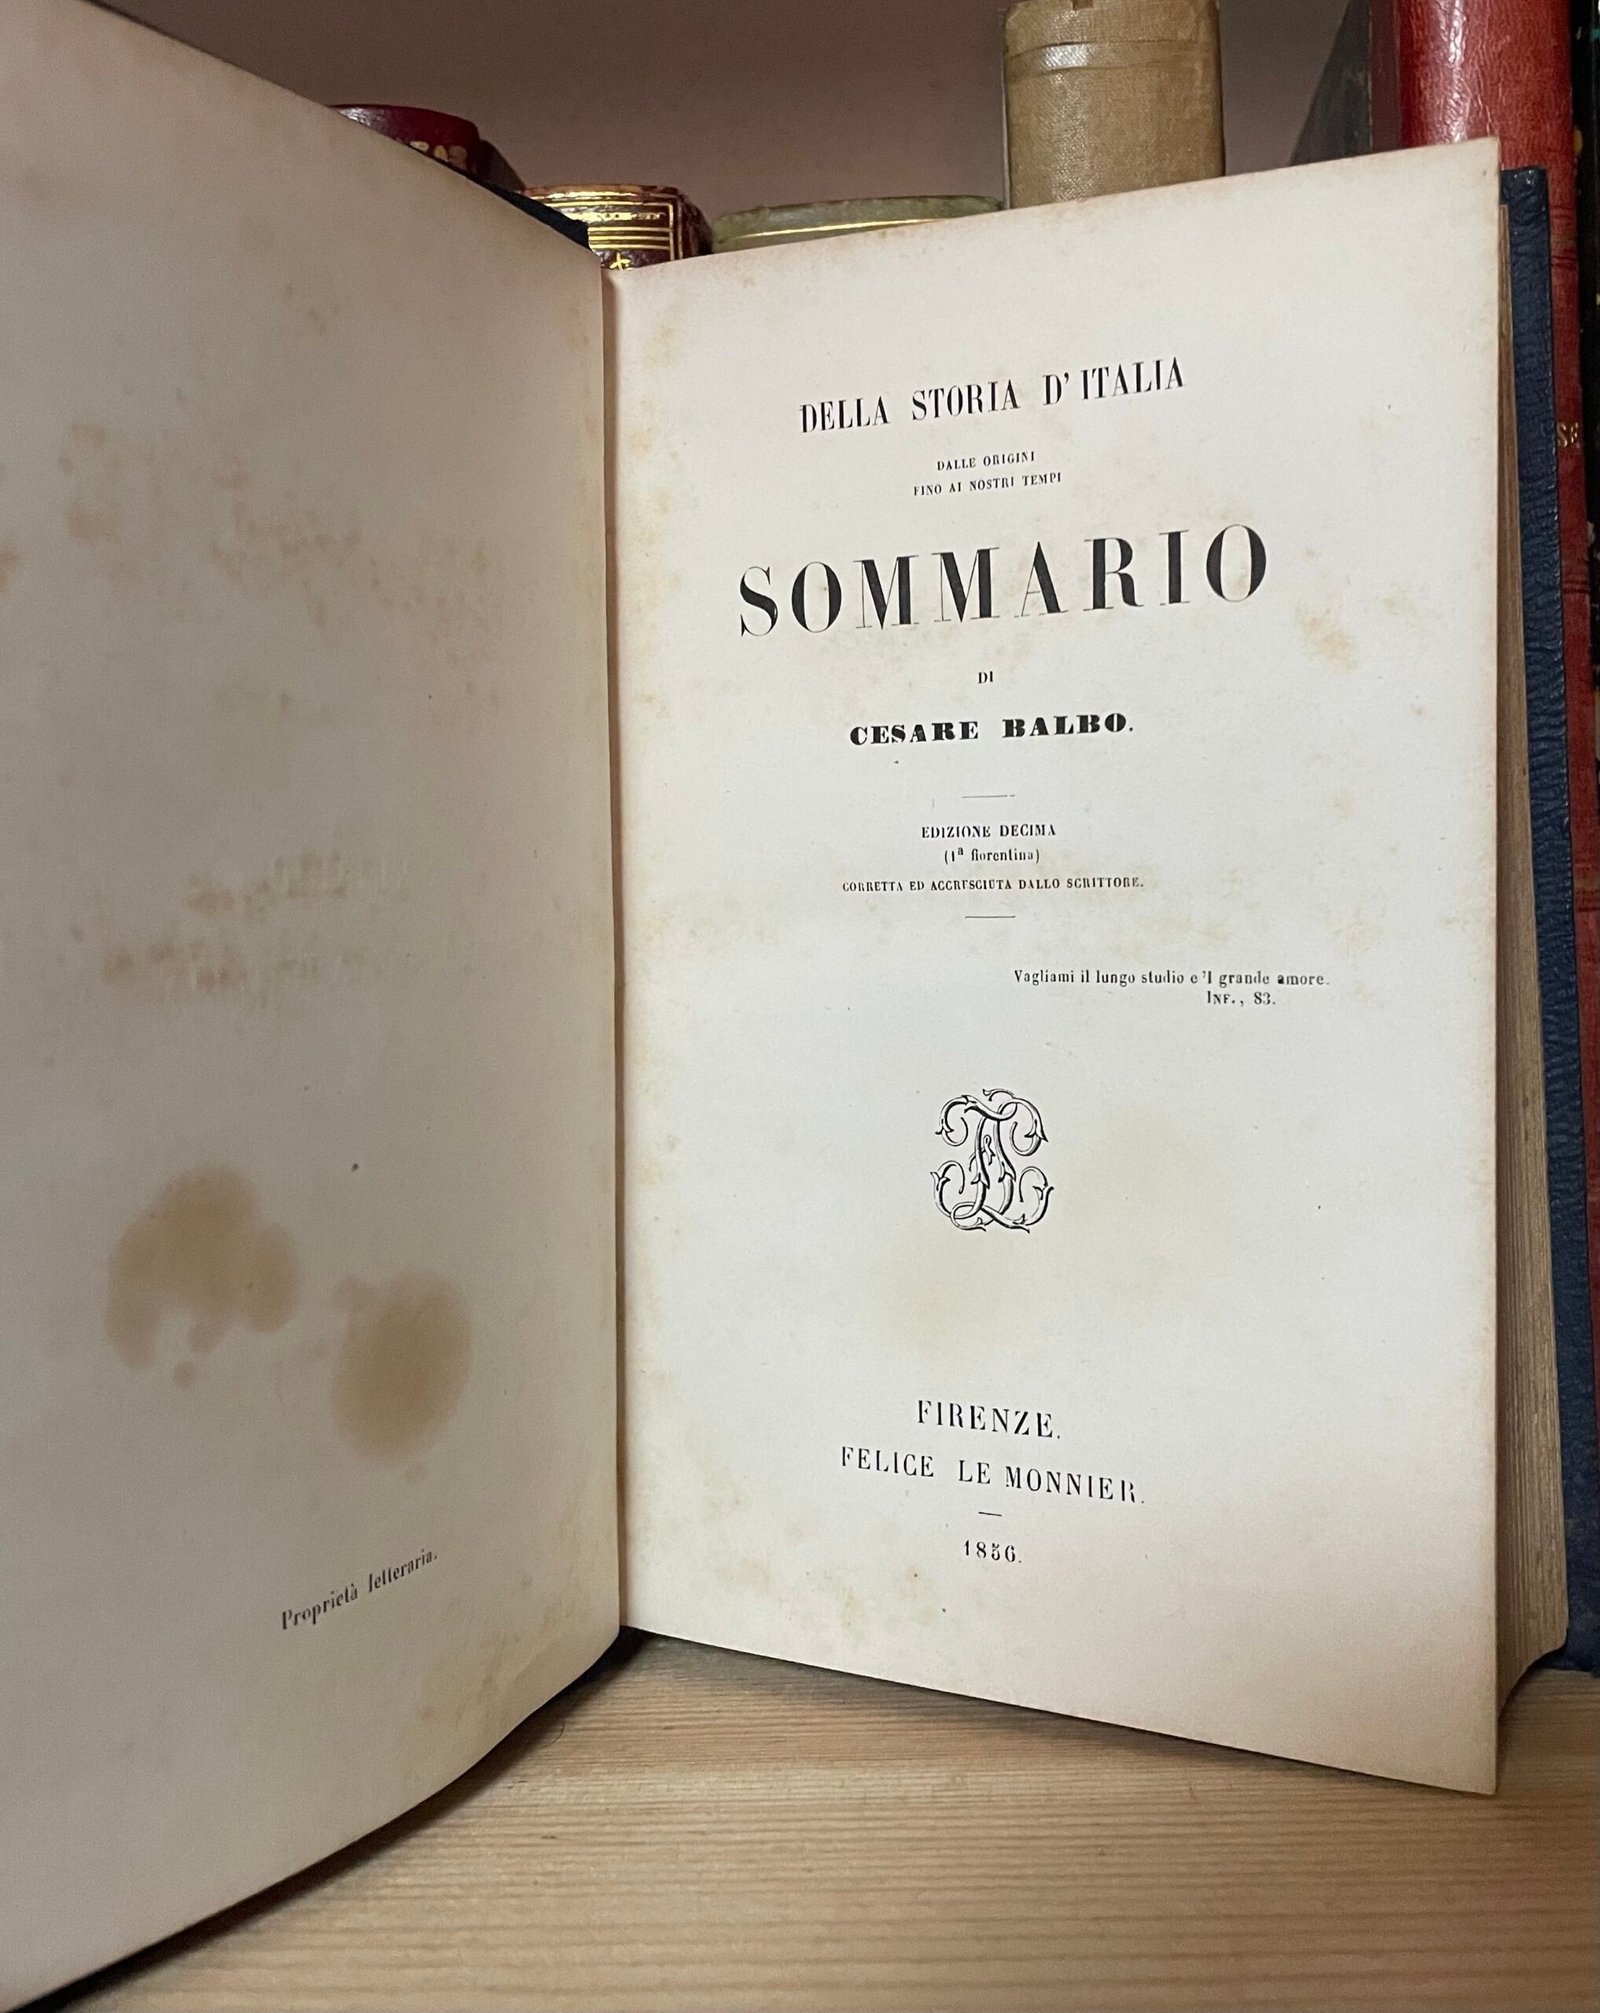 Proprietà letteraria.
DELLA STORIA D' ITALIA
DALLE ORIGINI
FINO AI NOSTRI TEMPI
SOMMARIO
DI
CESARE BALBO.
EDIZIONE DECIMA
(1ª fiorentina)
CORRETTA ED ACCRESCIUTA DALLO SCRITTORE.
Vagliami il lungo studio e 'l grande amore.
INF., 83.
FIRENZE.
FELICE LE MONNIER.
1856.